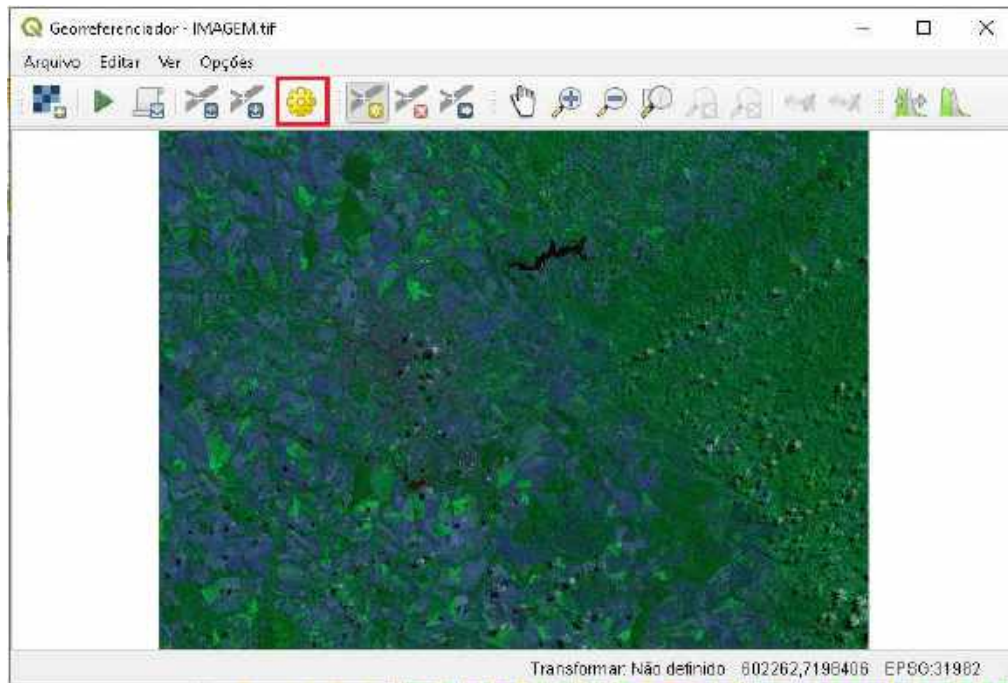 Georreferenciador - IMAGEM.tif
Arquivo Editar Ver Opções
Transformar: Não definido 602262,7198406 EPSG:31982